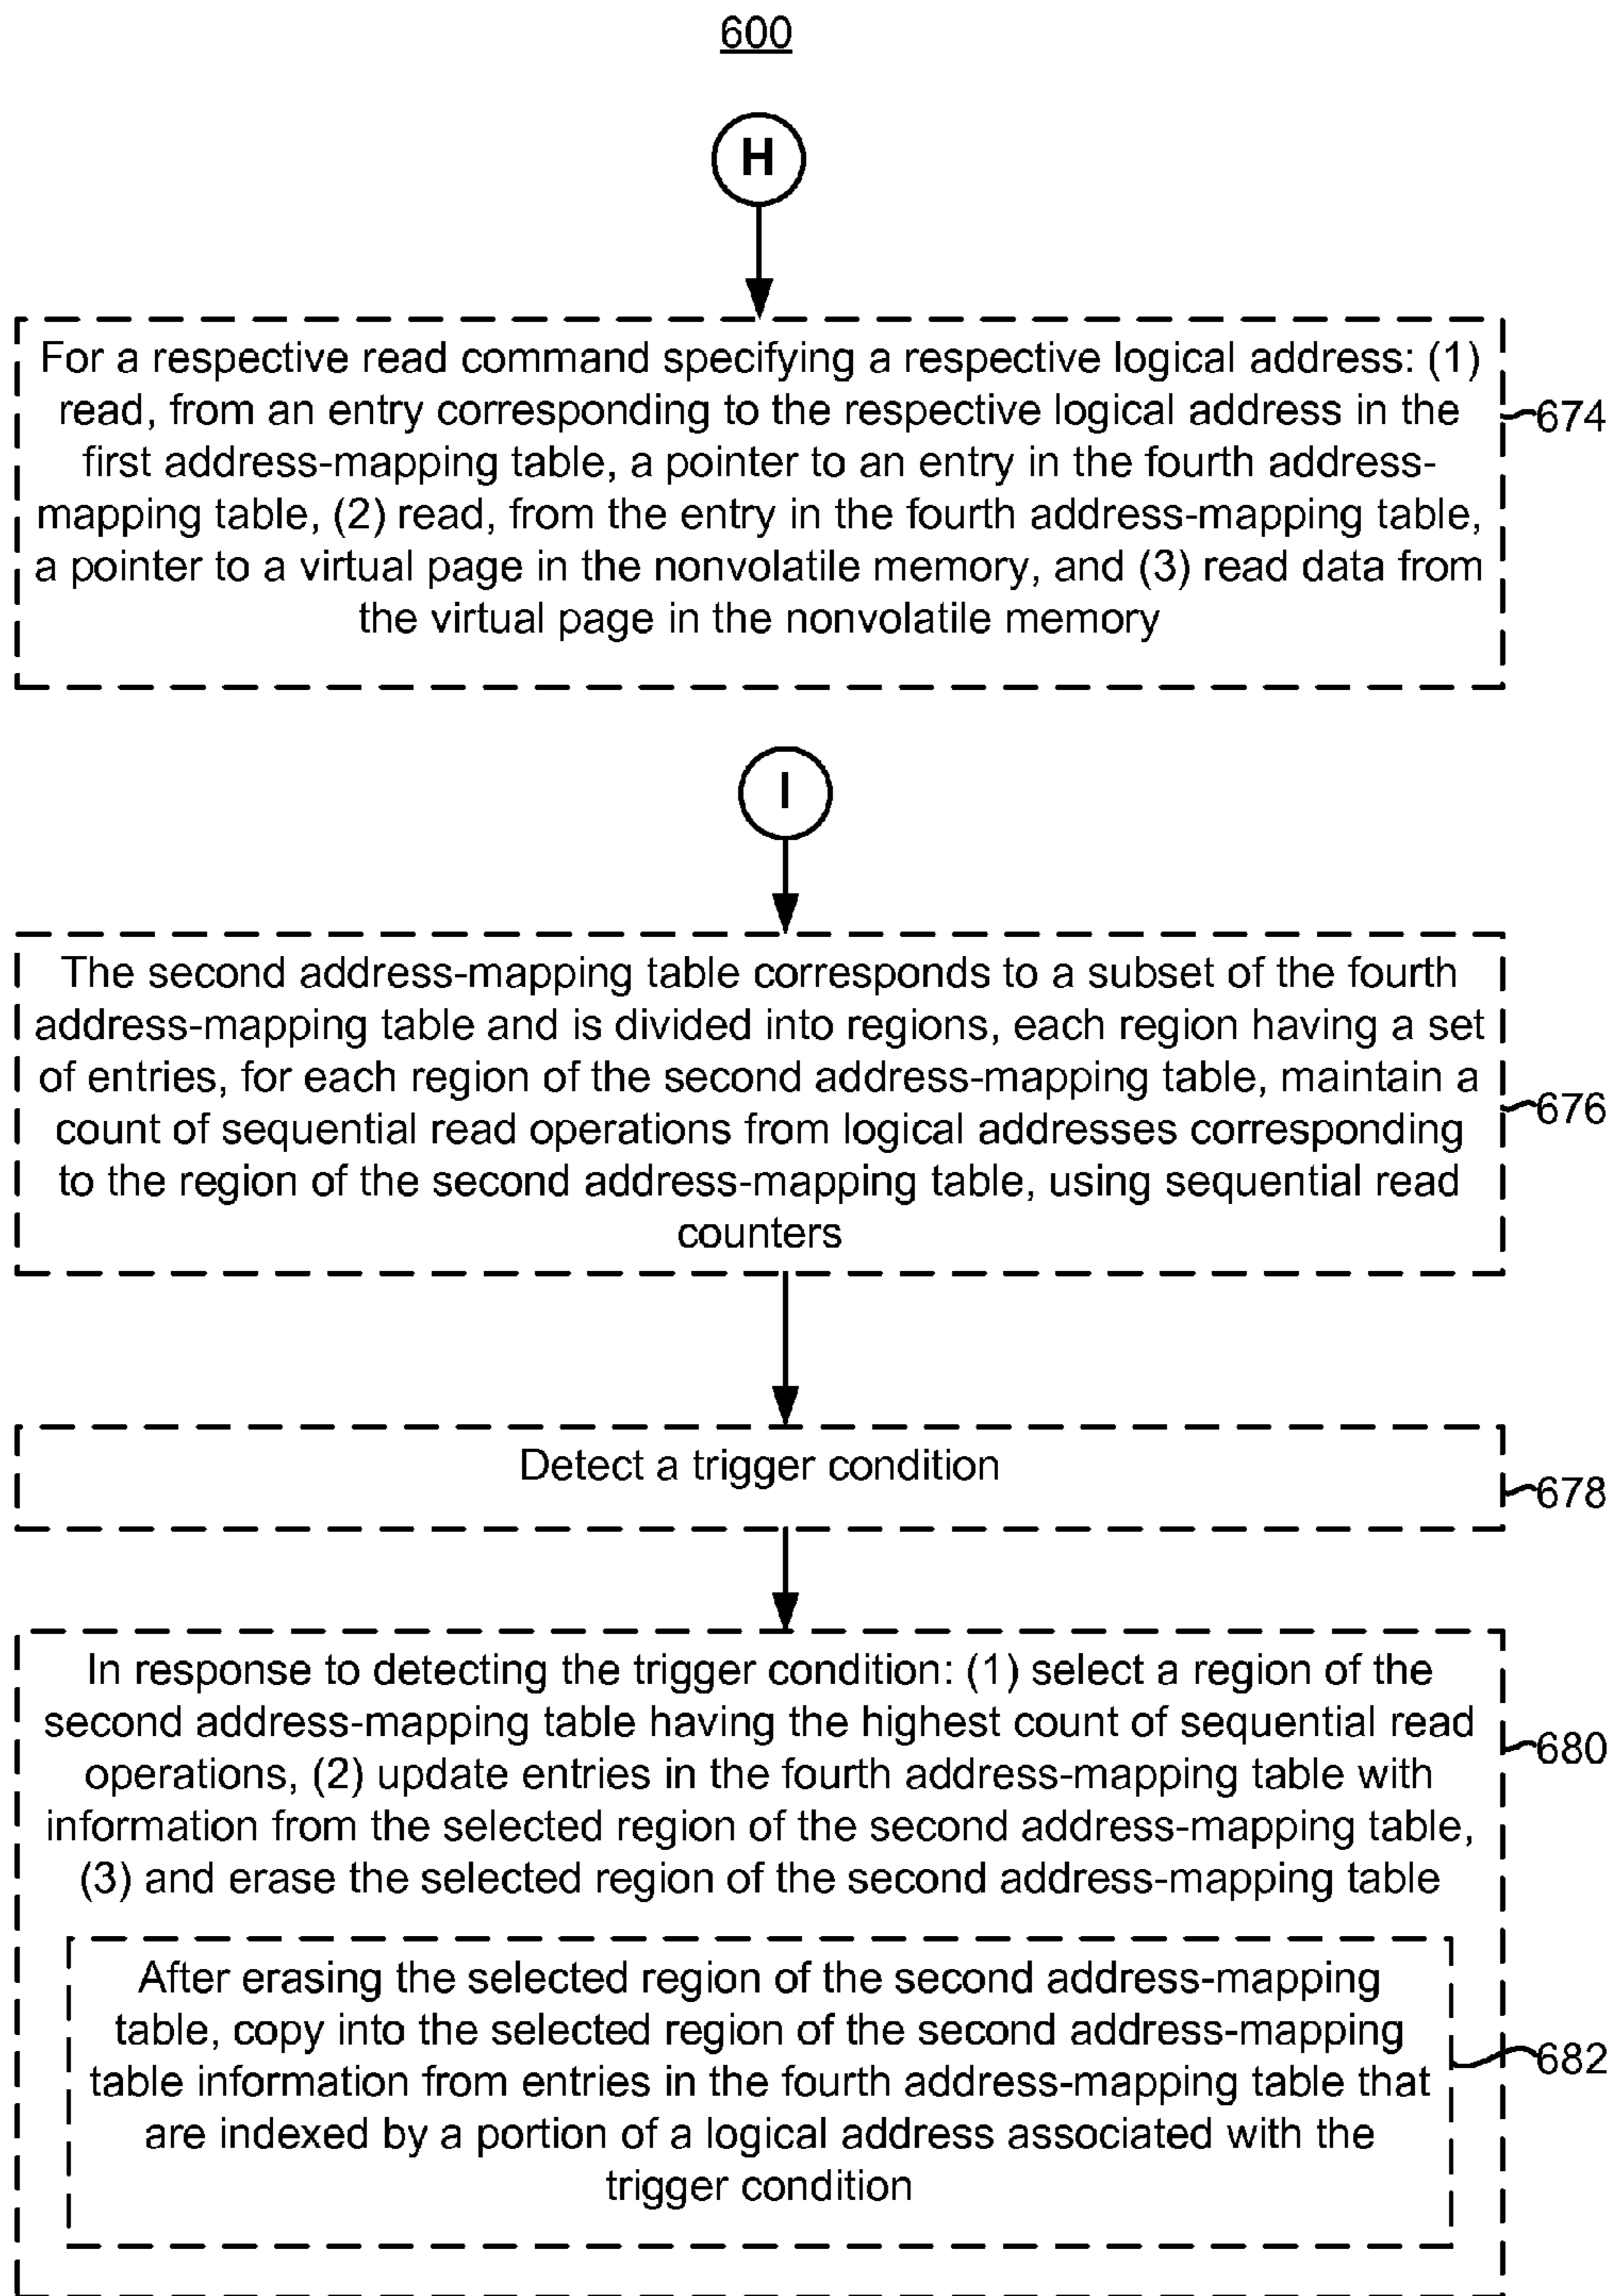 600
H
For a respective read command specifying a respective logical address: (1)
read, from an entry corresponding to the respective logical address in the
first address-mapping table, a pointer to an entry in the fourth address-
mapping table, (2) read, from the entry in the fourth address-mapping table,
a pointer to a virtual page in the nonvolatile memory, and (3) read data from
the virtual page in the nonvolatile memory
674
I
The second address-mapping table corresponds to a subset of the fourth
address-mapping table and is divided into regions, each region having a set
of entries, for each region of the second address-mapping table, maintain a
count of sequential read operations from logical addresses corresponding
to the region of the second address-mapping table, using sequential read
counters
676
Detect a trigger condition
678
In response to detecting the trigger condition: (1) select a region of the
second address-mapping table having the highest count of sequential read
operations, (2) update entries in the fourth address-mapping table with
information from the selected region of the second address-mapping table,
(3) and erase the selected region of the second address-mapping table
680
After erasing the selected region of the second address-mapping
table, copy into the selected region of the second address-mapping
table information from entries in the fourth address-mapping table that
are indexed by a portion of a logical address associated with the
trigger condition
682